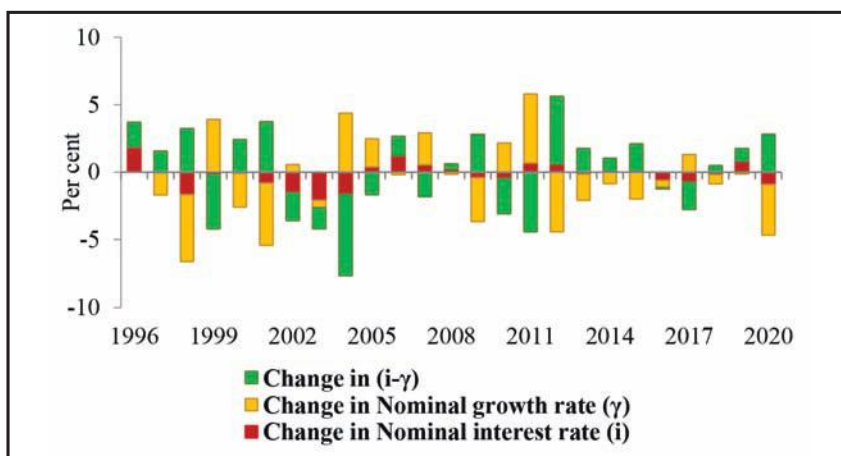 10
5
0
-5
-10
Per cent
1996 1999 2002 2005 2008 2011 2014 2017 2020
Change in (i-γ)
Change in Nominal growth rate (γ)
Change in Nominal interest rate (i)